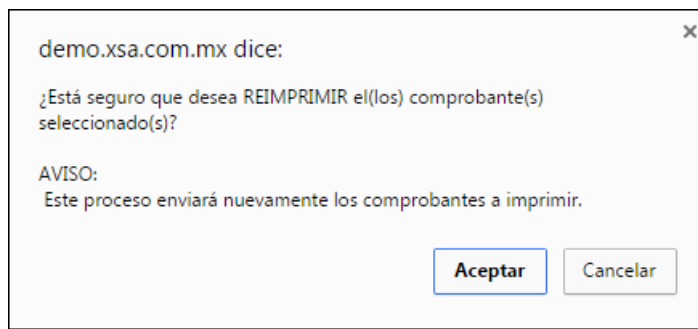 demo.xsa.com.mx dice:
¿Está seguro que desea REIMPRIMIR el(los) comprobante(s)
seleccionado(s)?
AVISO:
Este proceso enviará nuevamente los comprobantes a imprimir.
Aceptar Cancelar